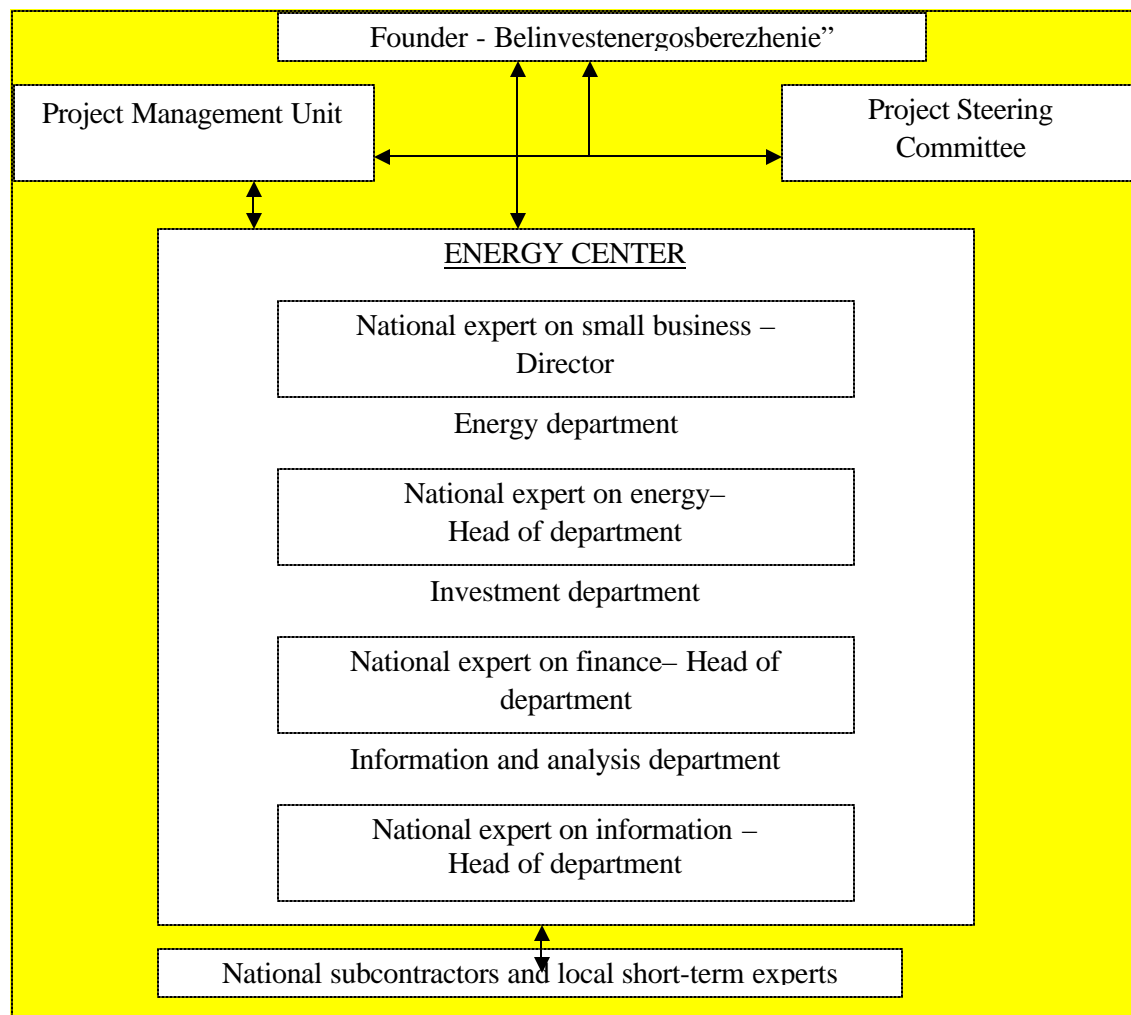 Founder - Belinvestenergosberezhenie”
Project Management Unit
Project Steering
Committee
ENERGY CENTER
National expert on small business –
Director
Energy department
National expert on energy–
Head of department
Investment department
National expert on finance– Head of
department
Information and analysis department
National expert on information –
Head of department
National subcontractors and local short-term experts